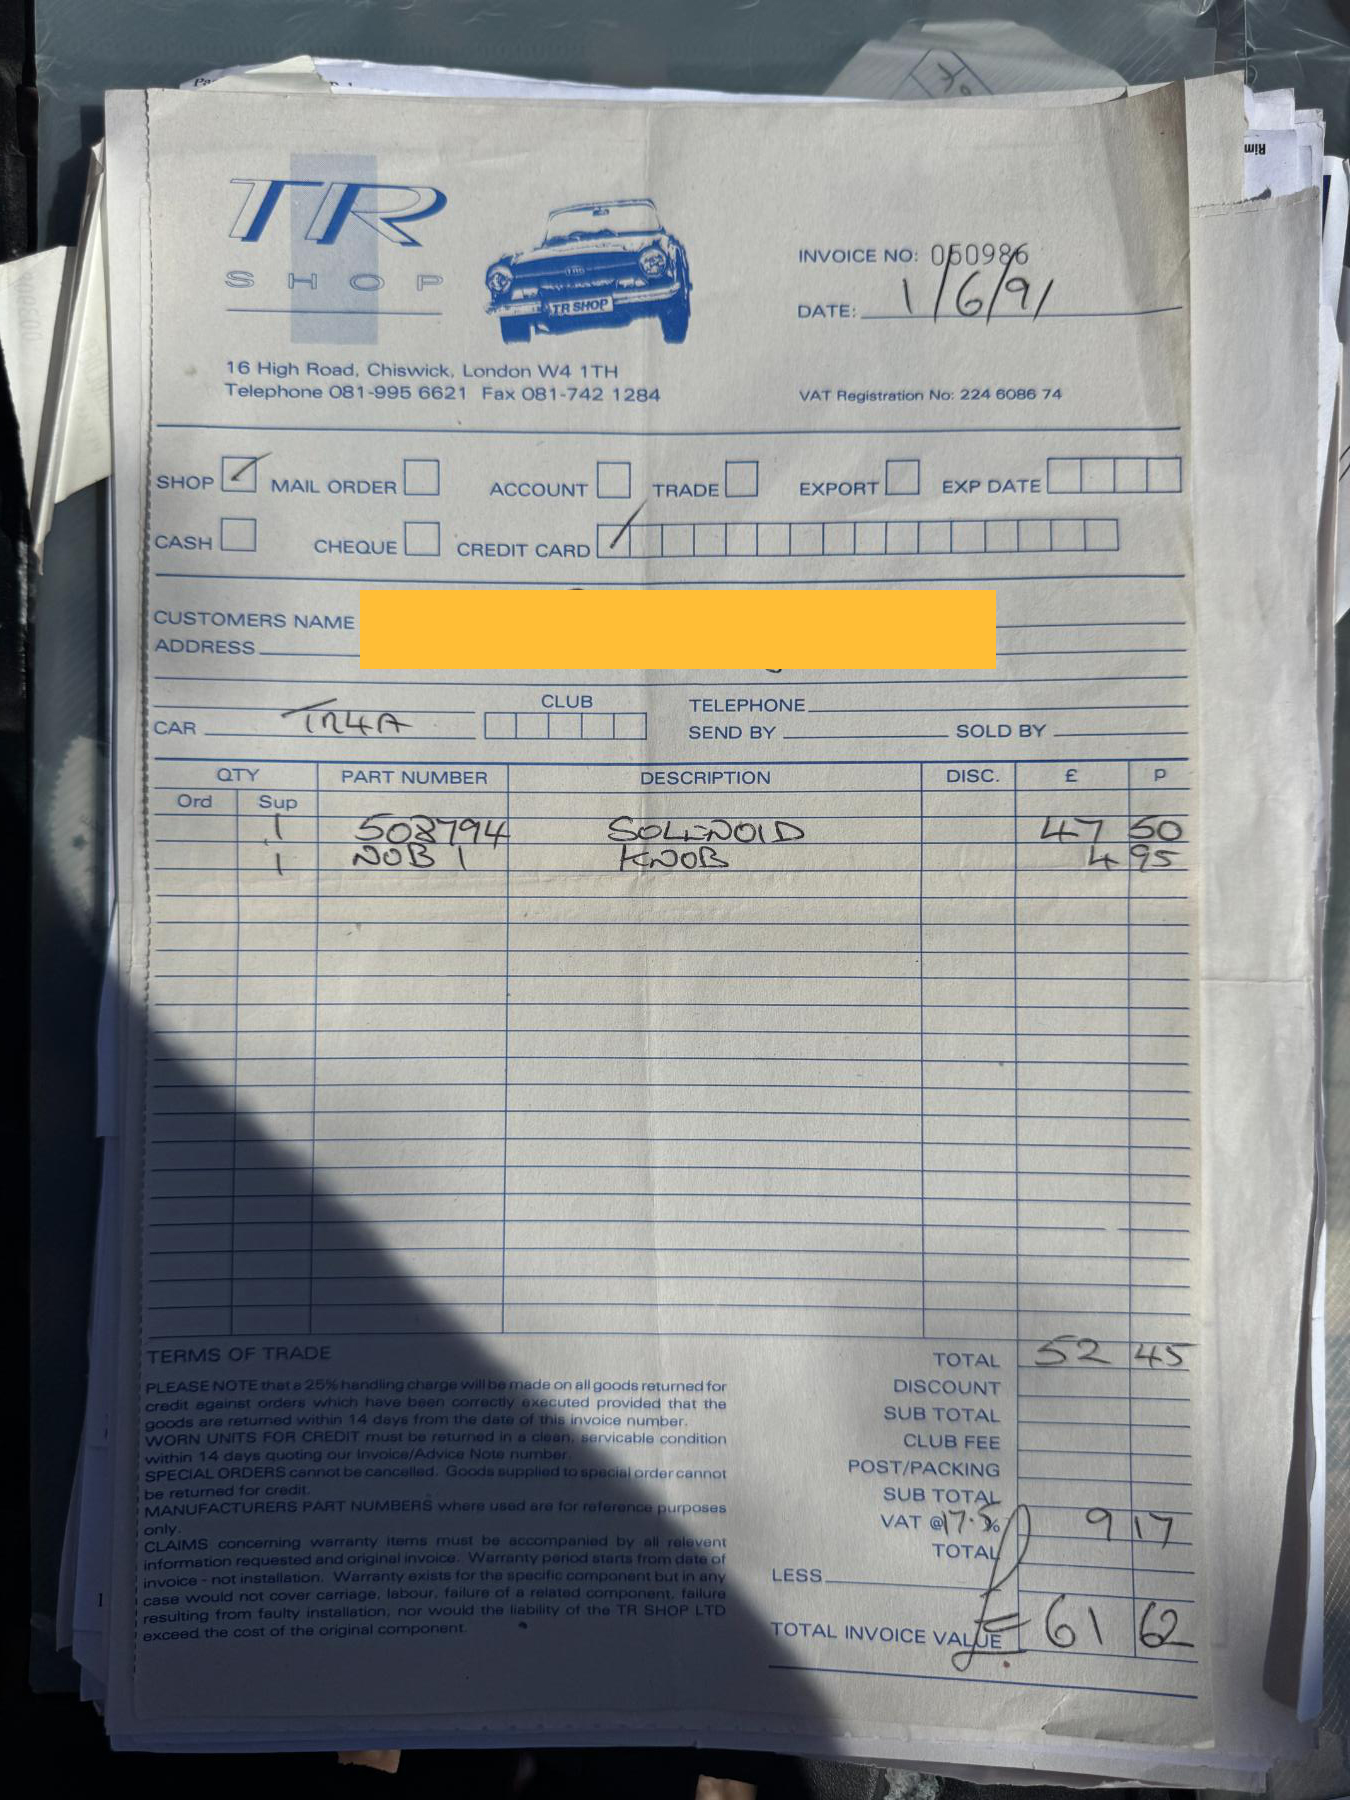 TR
SHOP
TR SHOP
INVOICE NO: 050986
DATE: 1/6/91
16 High Road, Chiswick, London W4 1TH
Telephone 081-995 6621 Fax 081-742 1284
VAT Registration No: 224 6086 74
SHOP MAIL ORDER ACCOUNT TRADE EXPORT EXP DATE
CASH CHEQUE CREDIT CARD
CUSTOMERS NAME
ADDRESS
CLUB TELEPHONE
CAR TR4A SEND BY SOLD BY
QTY PART NUMBER DESCRIPTION DISC. £ P
Ord Sup
1 508794 SOLENOID 47 50
1 NOB 1 KNOB 4 95
TERMS OF TRADE
PLEASE NOTE that a 25% handling charge will be made on all goods returned for
credit against orders which have been correctly executed provided that the
goods are returned within 14 days from the date of this invoice number.
WORN UNITS FOR CREDIT must be returned in a clean, servicable condition
within 14 days quoting our Invoice/Advice Note number.
SPECIAL ORDERS cannot be cancelled. Goods supplied to special order cannot
be returned for credit.
MANUFACTURERS PART NUMBERS where used are for reference purposes
only.
CLAIMS concerning warranty items must be accompanied by all relevent
information requested and original invoice. Warranty period starts from date of
invoice - not installation. Warranty exists for the specific component but in any
case would not cover carriage, labour, failure of a related component, failure
resulting from faulty installation, nor would the liability of the TR SHOP LTD
exceed the cost of the original component.
TOTAL 52 45
DISCOUNT
SUB TOTAL
CLUB FEE
POST/PACKING
SUB TOTAL
VAT @ 17.5% 9 17
TOTAL
LESS
TOTAL INVOICE VALUE £ 61 62